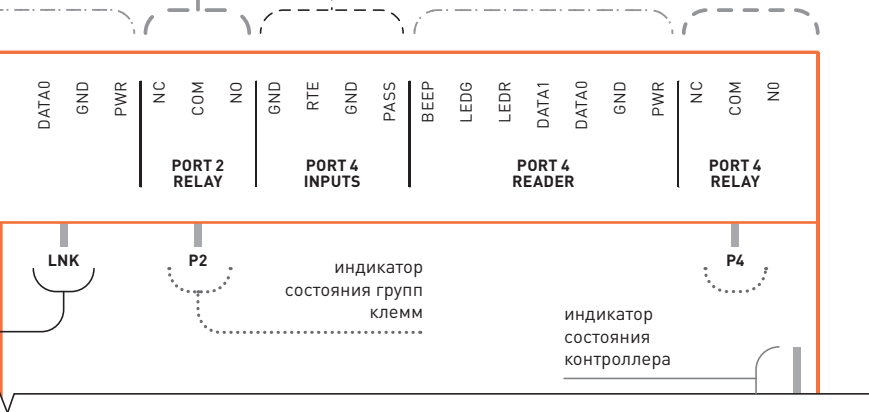 DATA0
GND
PWR
NC
COM
NO
GND
RTE
GND
PASS
BEEP
LEDG
LEDR
DATA1
DATA0
GND
PWR
NC
COM
N0
PORT 2
RELAY
PORT 4
INPUTS
PORT 4
READER
PORT 4
RELAY
LNK
P2
P4
индикатор
состояния групп
клемм
индикатор
состояния
контроллера